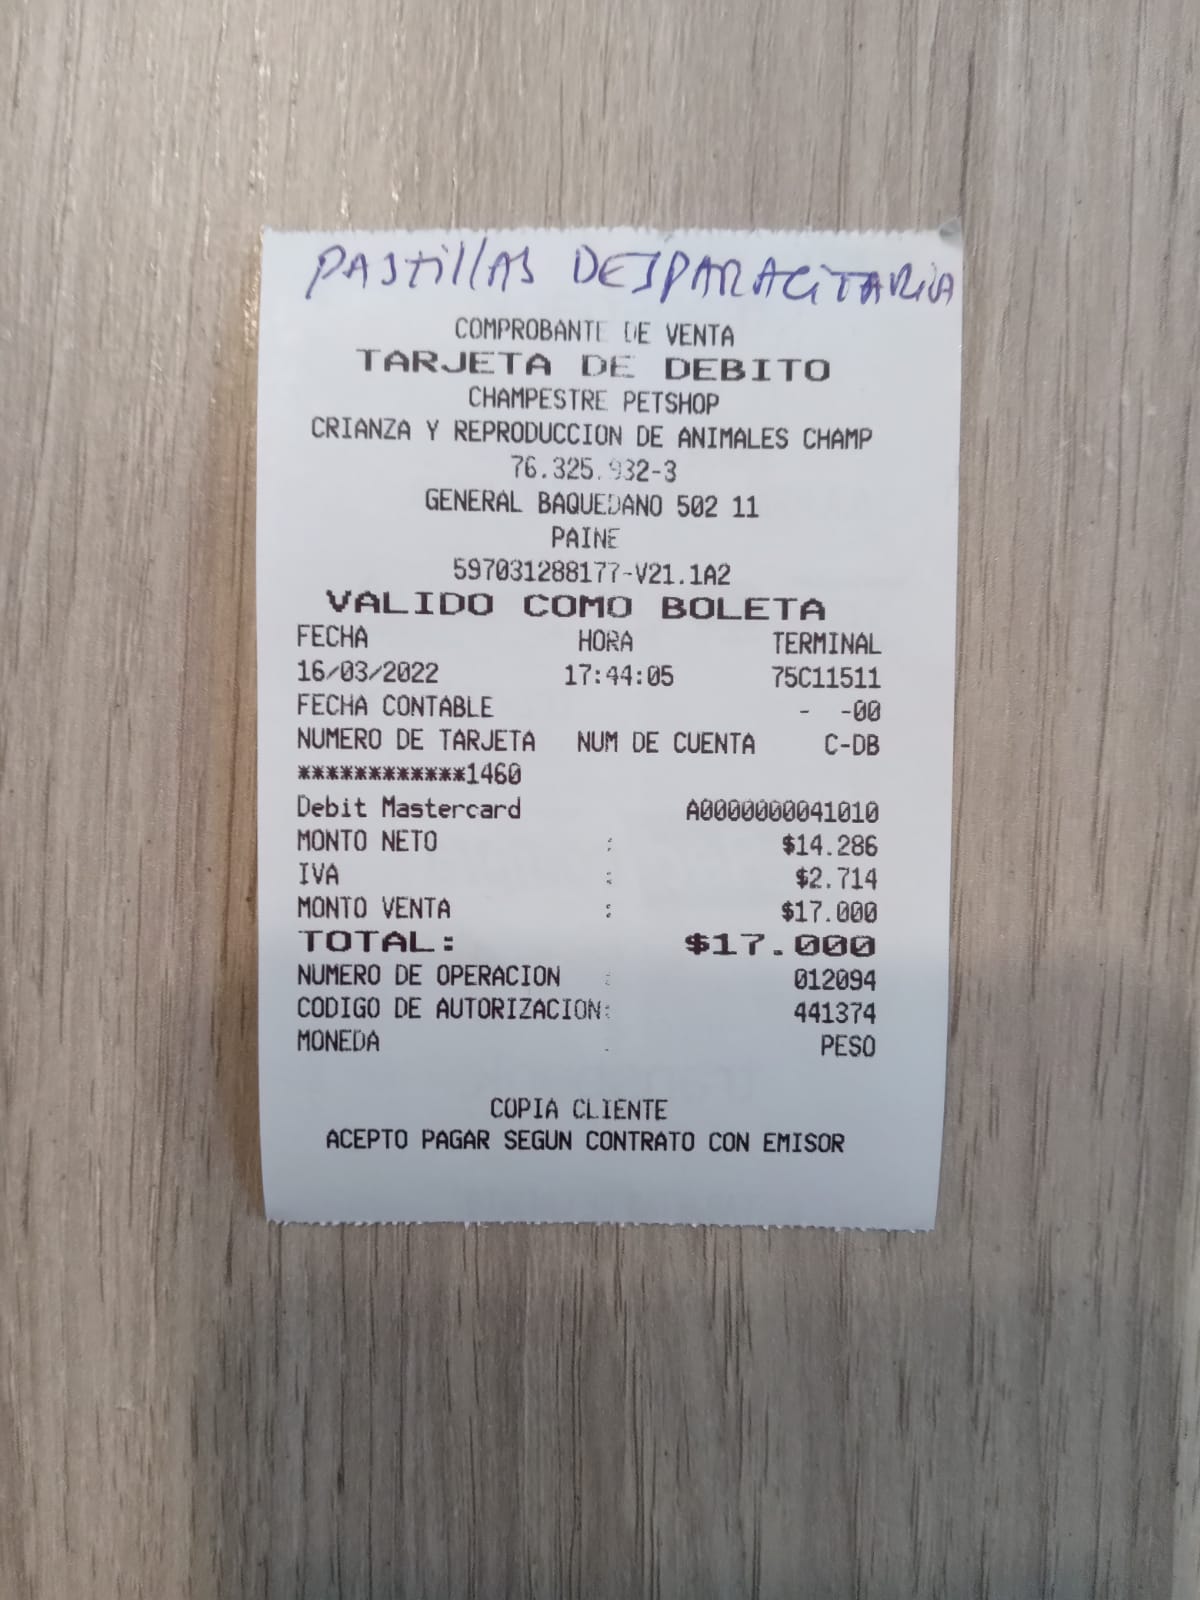 PASTILLAS DESPARACITARIA
COMPROBANTE DE VENTA
TARJETA DE DEBITO
CHAMPESTRE PETSHOP
CRIANZA Y REPRODUCCION DE ANIMALES CHAMP
76.325.932-3
GENERAL BAQUEDANO 502 11
PAINE
597031288177-V21.1A2
VALIDO COMO BOLETA
FECHA HORA TERMINAL
16/03/2022 17:44:05 75C11511
FECHA CONTABLE - -00
NUMERO DE TARJETA NUM DE CUENTA C-DB
************1460
Debit Mastercard A0000000041010
MONTO NETO : $14.286
IVA : $2.714
MONTO VENTA : $17.000
TOTAL: $17.000
NUMERO DE OPERACION : 012094
CODIGO DE AUTORIZACION: 441374
MONEDA : PESO
COPIA CLIENTE
ACEPTO PAGAR SEGUN CONTRATO CON EMISOR